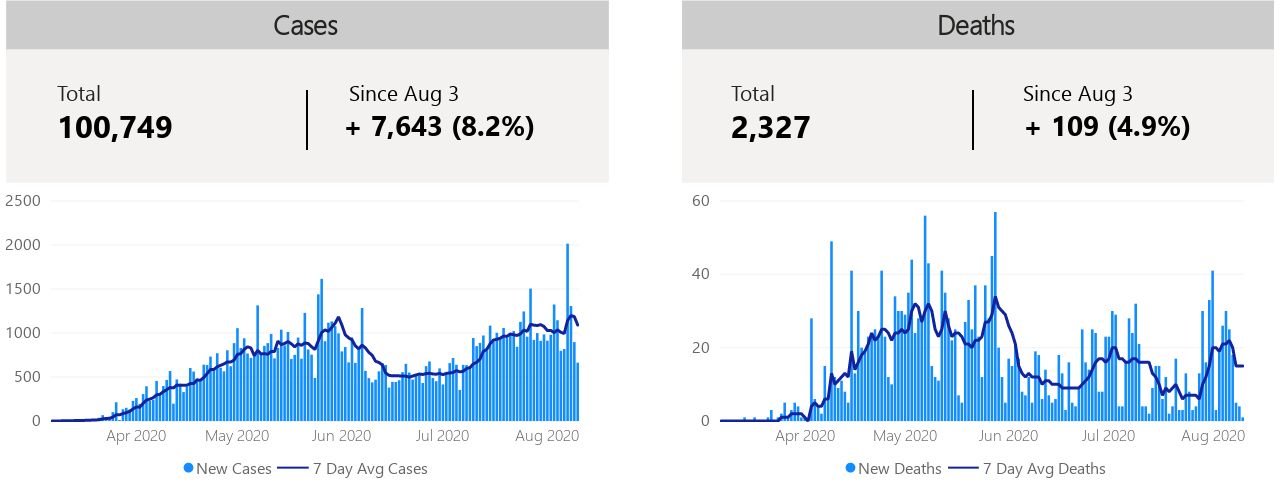 Cases
Total
Since Aug 3
100,749
+ 7,643 (8.2%)
2500
2000
1500
1000
500
0
Apr 2020 May 2020 Jun 2020 Jul 2020 Aug 2020
New Cases 7 Day Avg Cases
Deaths
Total
Since Aug 3
2,327
+ 109 (4.9%)
60
40
20
0
Apr 2020 May 2020 Jun 2020 Jul 2020 Aug 2020
New Deaths 7 Day Avg Deaths